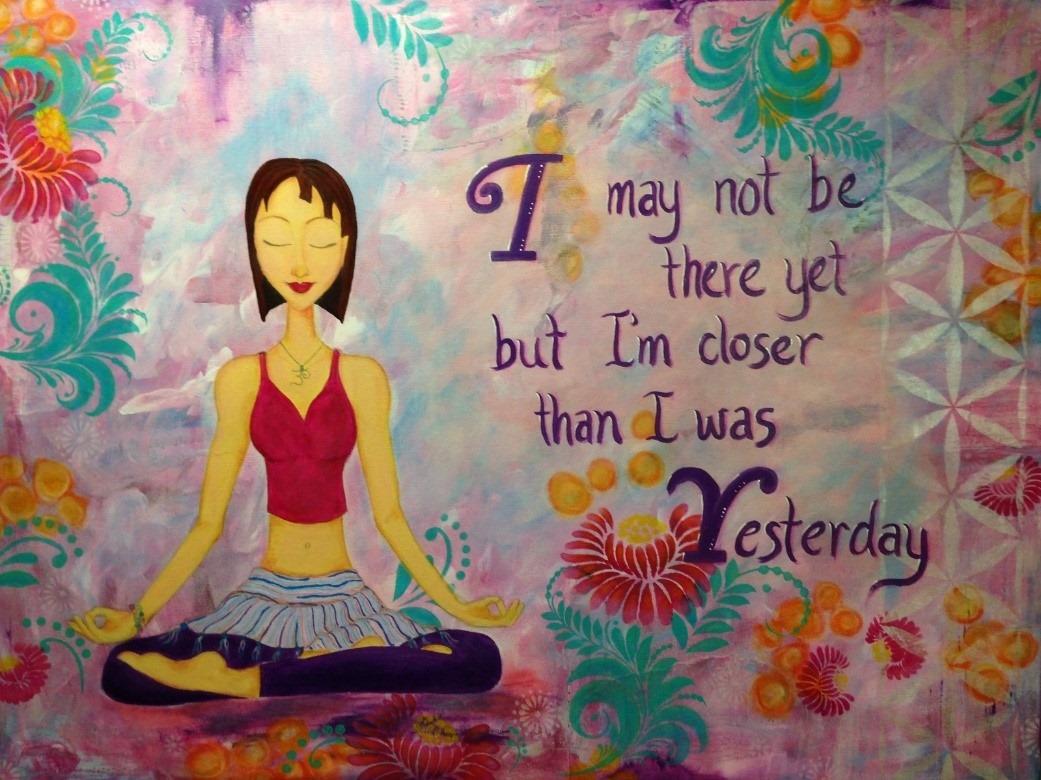 I may not be
there yet
but I'm closer
than I was
Yesterday